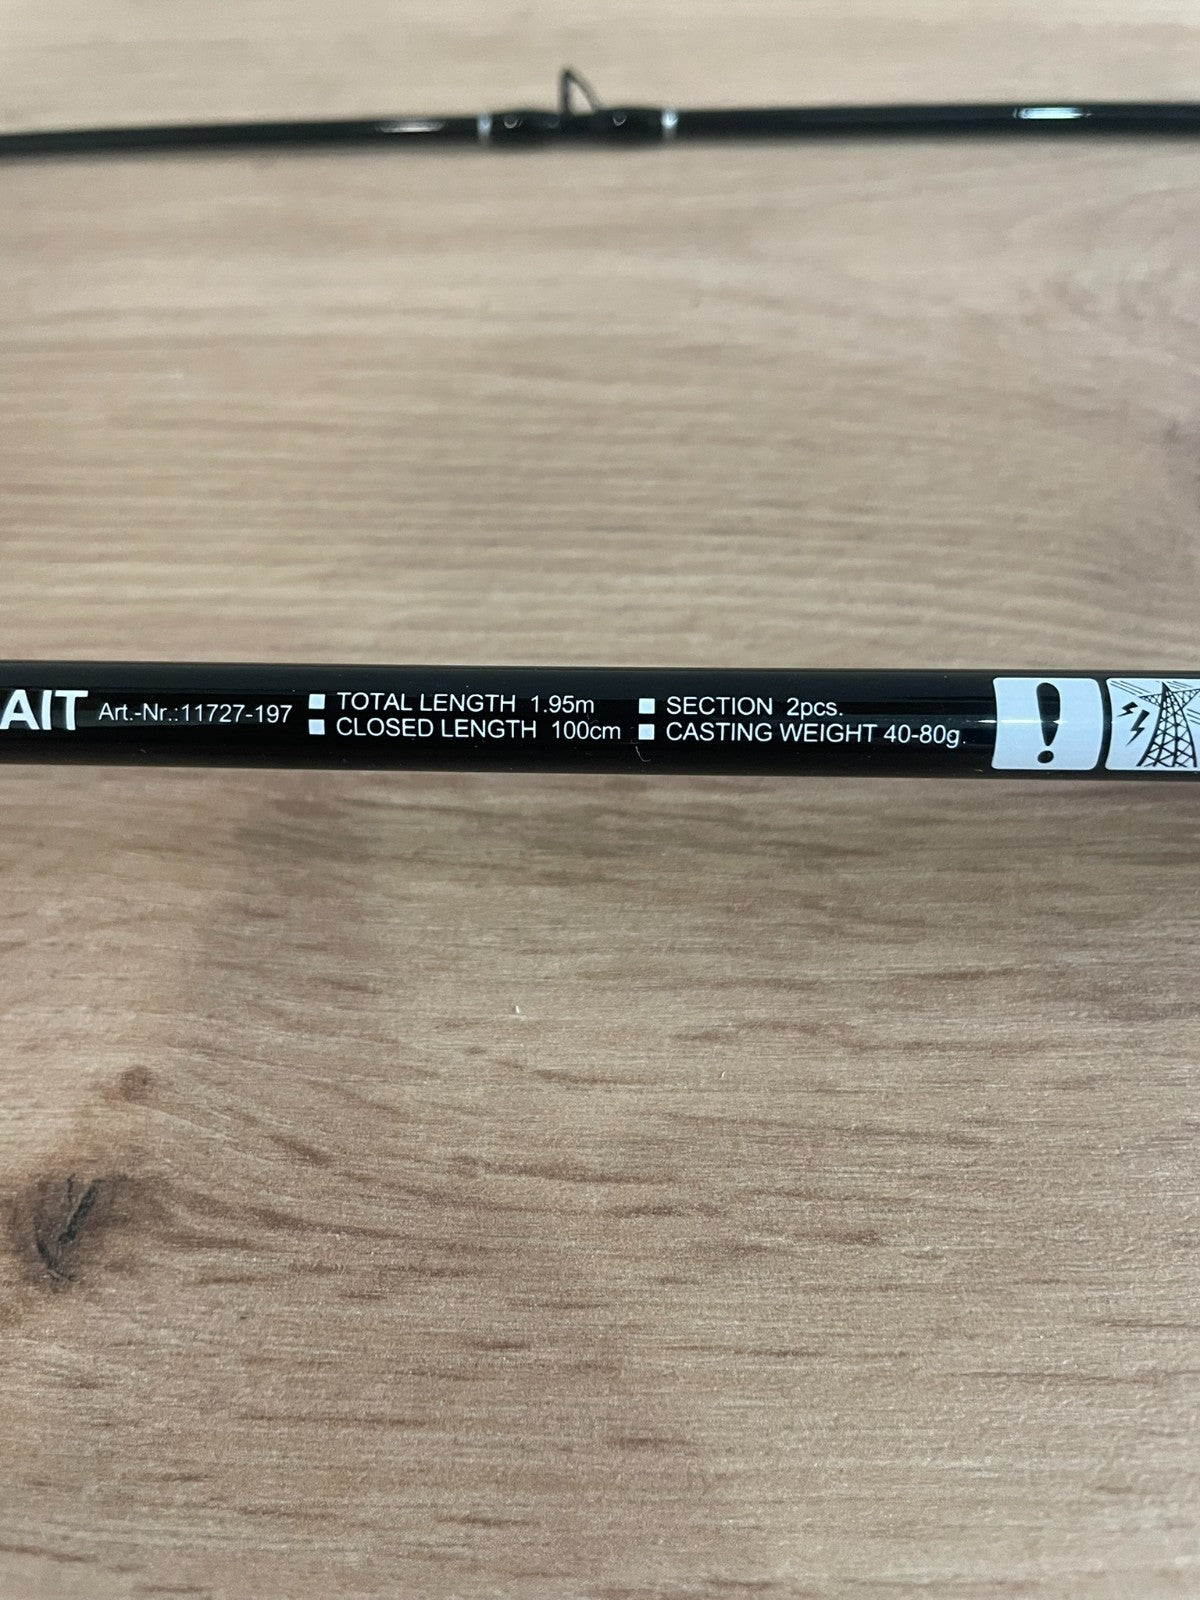 AIT Art.-Nr.:11727-197
TOTAL LENGTH 1.95m
CLOSED LENGTH 100cm
SECTION 2pcs.
CASTING WEIGHT 40-80g.